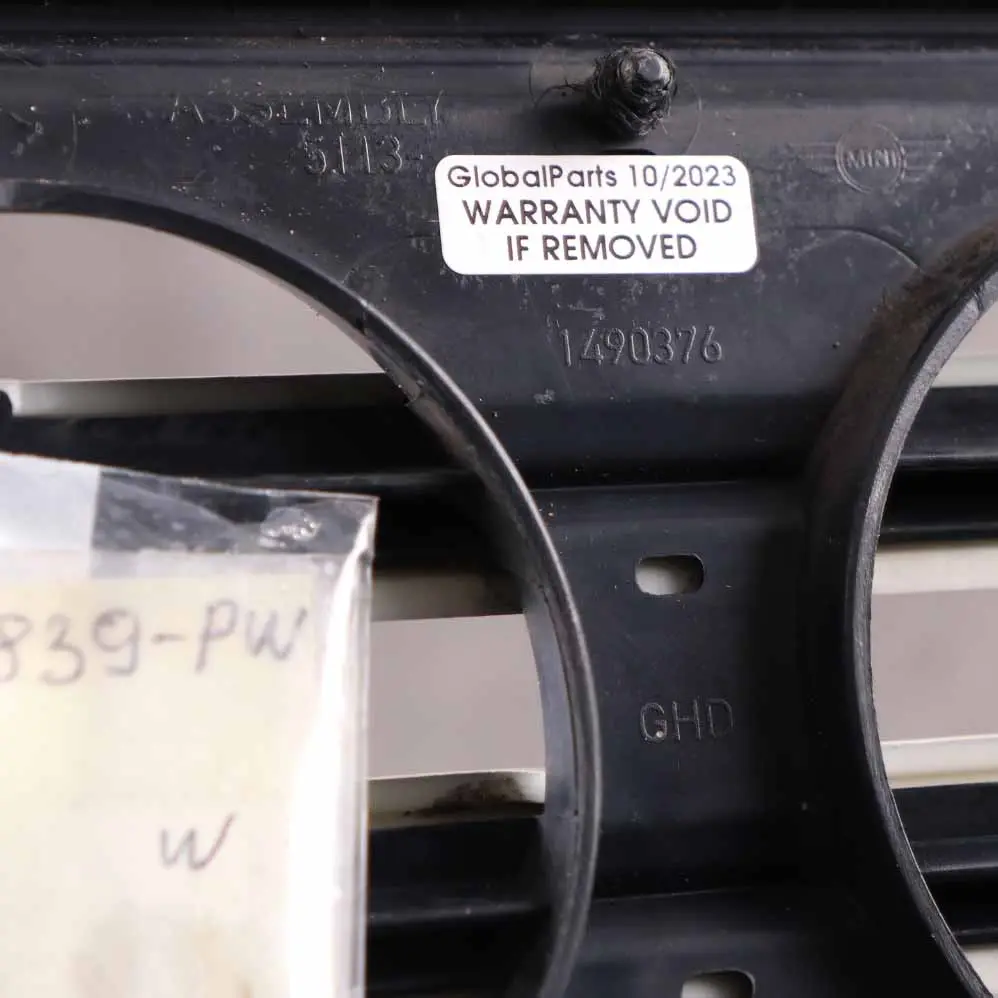 ASSEMBLY
5113-
MINI
GlobalParts 10/2023
WARRANTY VOID
IF REMOVED
1490376
839-PW
GHD
W